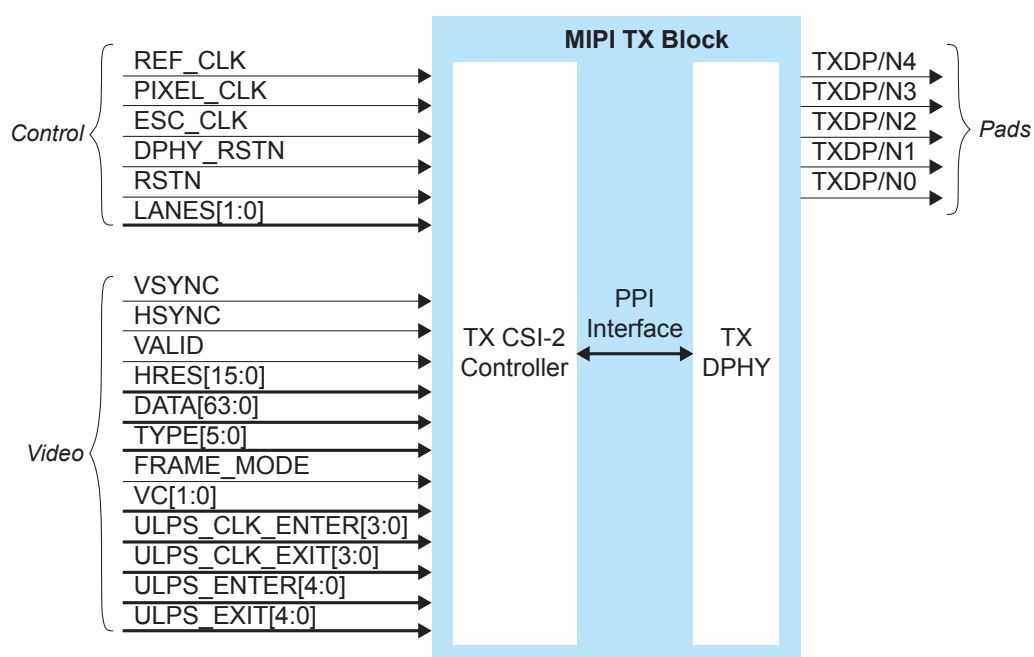 MIPI TX Block
Control
REF_CLK
PIXEL_CLK
ESC_CLK
DPHY_RSTN
RSTN
LANES[1:0]
Video
VSYNC
HSYNC
VALID
HRES[15:0]
DATA[63:0]
TYPE[5:0]
FRAME_MODE
VC[1:0]
ULPS_CLK_ENTER[3:0]
ULPS_CLK_EXIT[3:0]
ULPS_ENTER[4:0]
ULPS_EXIT[4:0]
TX CSI-2
Controller
PPI
Interface
TX
DPHY
TXDP/N4
TXDP/N3
TXDP/N2
TXDP/N1
TXDP/N0
Pads